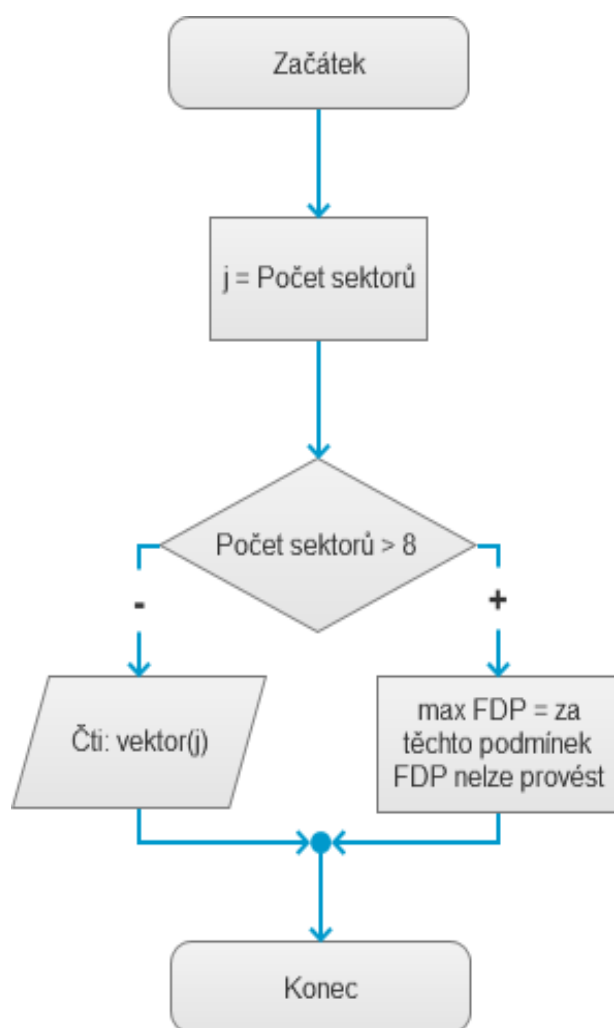 Začátek
j = Počet sektorů
Počet sektorů > 8
-
+
Čti: vektor(j)
max FDP = za
těchto podmínek
FDP nelze provést
Konec